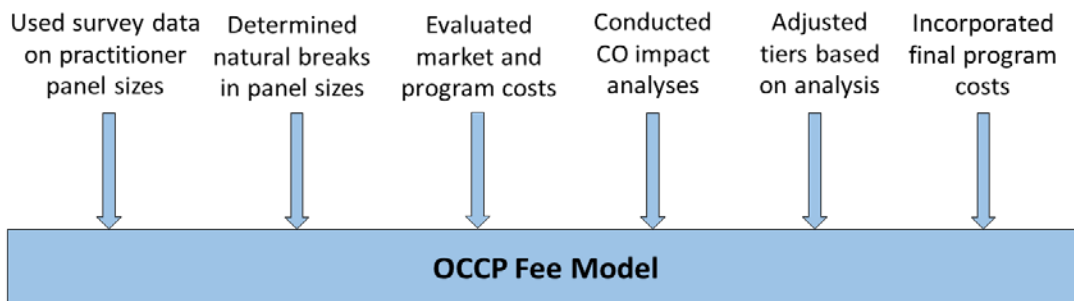 Used survey data
on practitioner
panel sizes
Determined
natural breaks
in panel sizes
Evaluated
market and
program costs
Conducted
CO impact
analyses
Adjusted
tiers based
on analysis
Incorporated
final program
costs
OCCP Fee Model